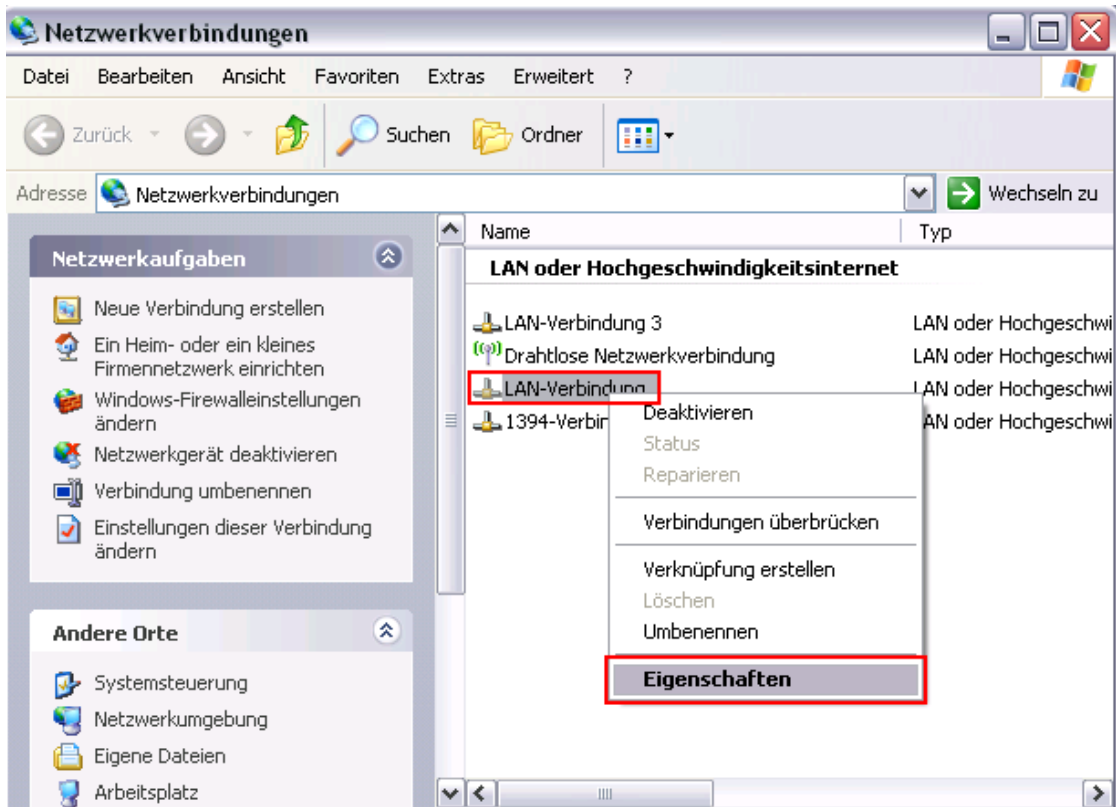 Netzwerkverbindungen
Datei Bearbeiten Ansicht Favoriten Extras Erweitert ?
Zurück Suchen Ordner
Adresse Netzwerkverbindungen Wechseln zu
Netzwerkaufgaben
Neue Verbindung erstellen
Ein Heim- oder ein kleines
Firmennetzwerk einrichten
Windows-Firewalleinstellungen
ändern
Netzwerkgerät deaktivieren
Verbindung umbenennen
Einstellungen dieser Verbindung
ändern
Andere Orte
Systemsteuerung
Netzwerkumgebung
Eigene Dateien
Arbeitsplatz
Name Typ
LAN oder Hochgeschwindigkeitsinternet
LAN-Verbindung 3 LAN oder Hochgeschwi
Drahtlose Netzwerkverbindung LAN oder Hochgeschwi
LAN-Verbindung LAN oder Hochgeschwi
1394-Verbin AN oder Hochgeschwi
Deaktivieren
Status
Reparieren
Verbindungen überbrücken
Verknüpfung erstellen
Löschen
Umbenennen
Eigenschaften